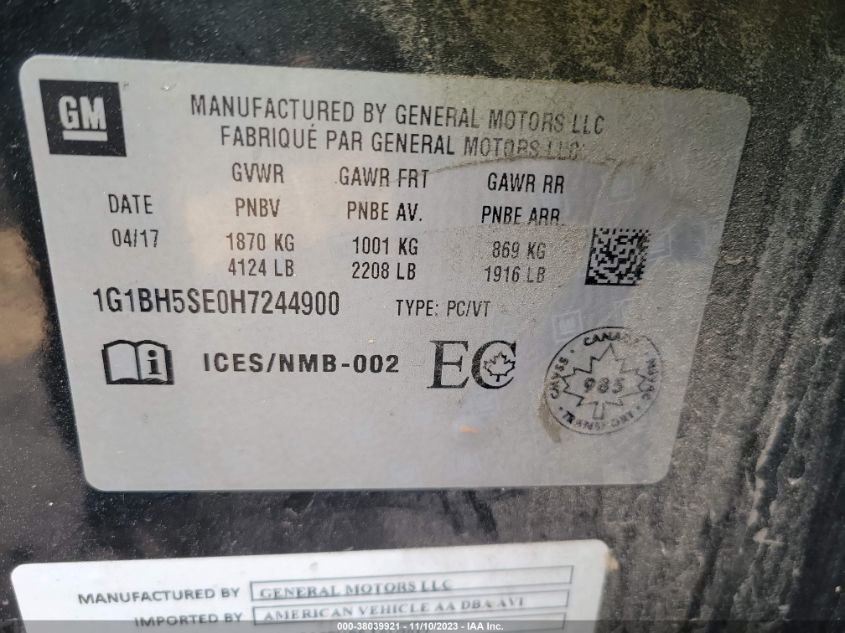 GM
MANUFACTURED BY GENERAL MOTORS LLC
FABRIQUÉ PAR GENERAL MOTORS LLC
GVWR GAWR FRT GAWR RR
DATE PNBV PNBE AV. PNBE ARR.
04/17 1870 KG 1001 KG 869 KG
4124 LB 2208 LB 1916 LB
1G1BH5SE0H7244900 TYPE: PC/VT
i ICES/NMB-002 EC
CANADA
CMVSS 985 NSVAC
TRANSPORT
MANUFACTURED BY GENERAL MOTORS LLC
IMPORTED BY AMERICAN VEHICLE AA DBA AVI
000-38039921 - 11/10/2023 - IAA Inc.